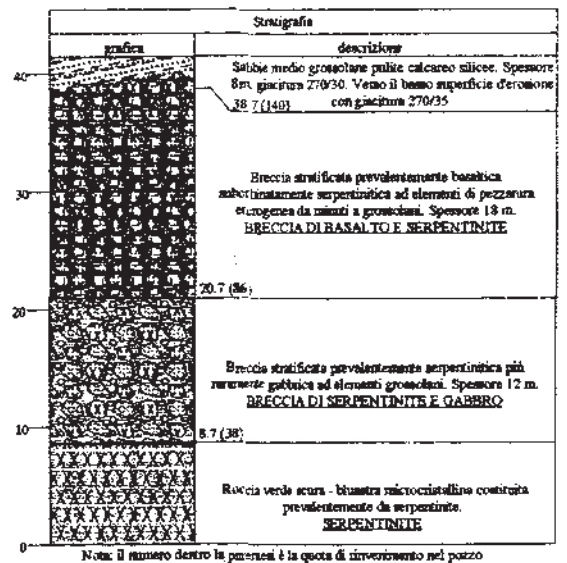 Stratigrafia
grafica
descrizione
Sabbie medio grossolane pulite calcareo silicee. Spessore
8m, giacitura 270/30. Verso il basso superficie d'erosione
con giacitura 270/35
38.7 (140)
Breccia stratificata prevalentemente basaltica
subordinatamente serpentinitica ad elementi di pezzatura
eterogenea da minuti a grossolani. Spessore 18 m.
BRECCIA DI BASALTO E SERPENTINITE
20.7 (86)
Breccia stratificata prevalentemente serpentinitica più
raramente gabbrica ad elementi grossolani. Spessore 12 m.
BRECCIA DI SERPENTINITE E GABBRO
8.7 (38)
Roccia verde scura - bluastra microcristallina costituita
prevalentemente da serpentinite.
SERPENTINITE
40
30
20
10
0
Nota: il numero dentro la parentesi è la quota di rinvenimento nel pozzo